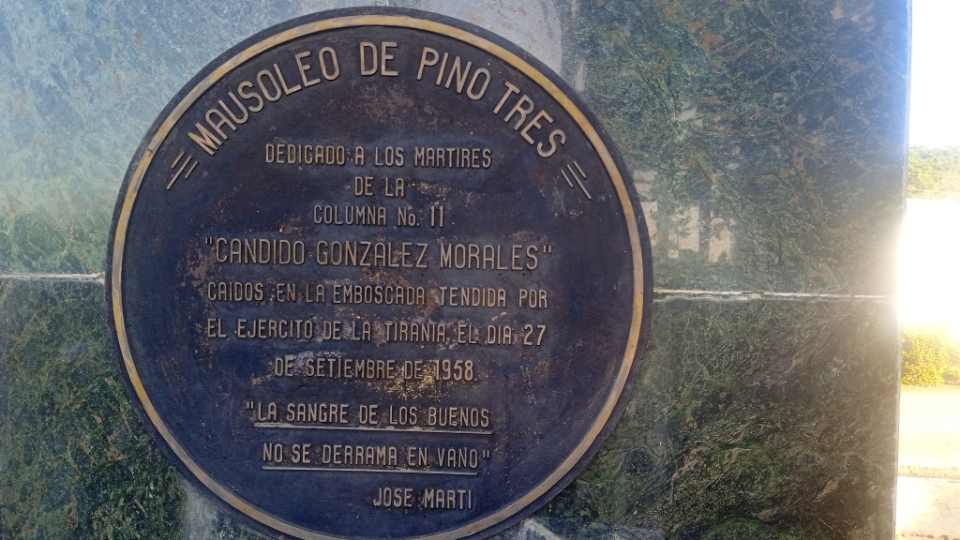 MAUSOLEO DE PINO TRES
DEDICADO A LOS MARTIRES
DE LA
COLUMNA No. 11
"CANDIDO GONZALEZ MORALES"
CAIDOS EN LA EMBOSCADA TENDIDA POR
EL EJERCITO DE LA TIRANIA EL DIA 27
DE SETIEMBRE DE 1958.
"LA SANGRE DE LOS BUENOS
NO SE DERRAMA EN VANO"
JOSE MARTI